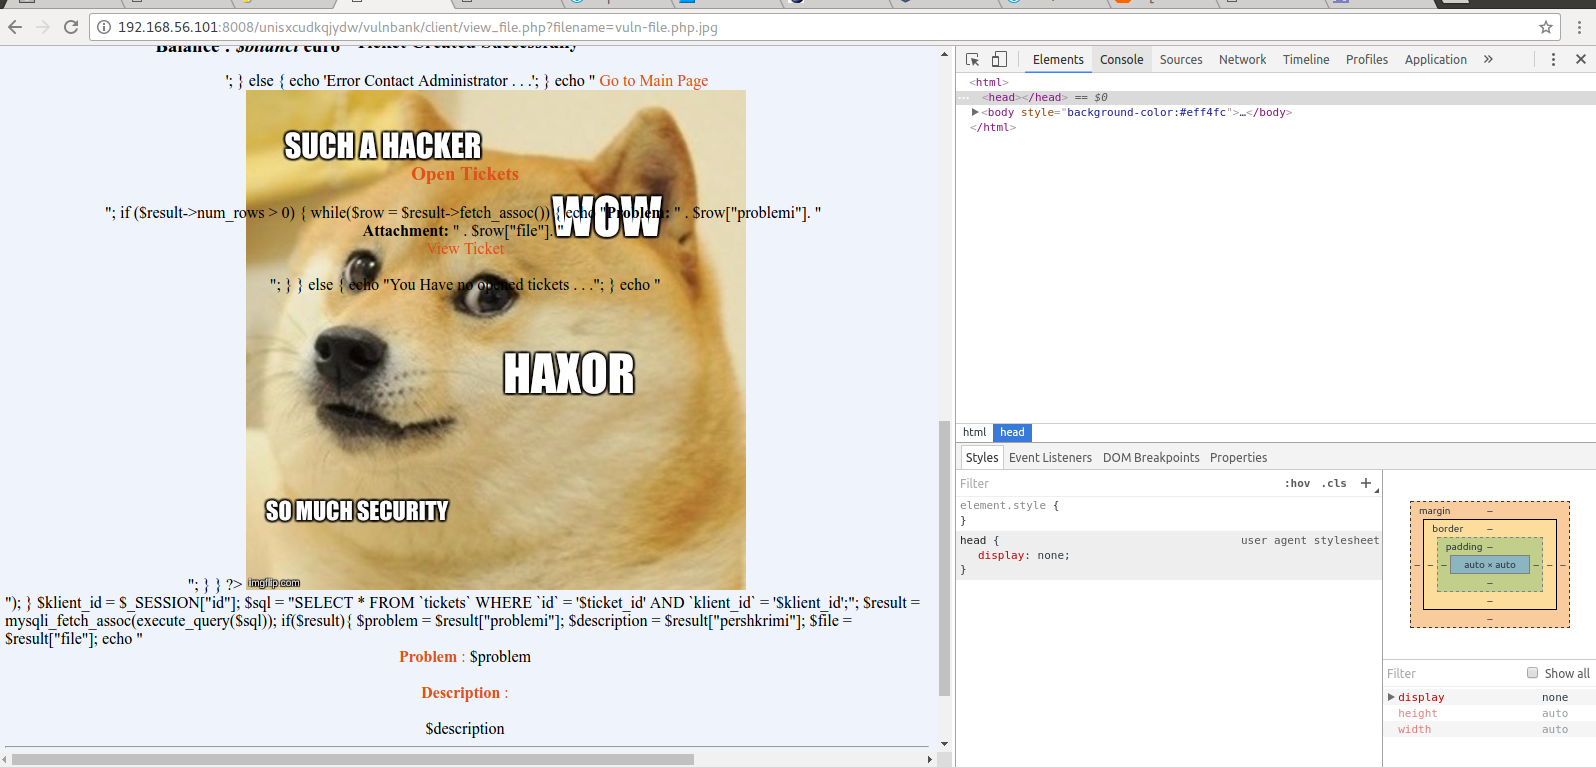 192.168.56.101:8008/unisxcudkqjydw/vulnbank/client/view_file.php?filename=vuln-file.php.jpg
Balance : $bilanci euro Ticket Created Successfully
'; } else { echo 'Error Contact Administrator . . .'; } echo " Go to Main Page
SUCH A HACKER
Open Tickets
WOW
"; if ($result->num_rows > 0) { while($row = $result->fetch_assoc()) { echo "Problem: " . $row["problemi"]. "
Attachment: " . $row["file"]. "
View Ticket
"; } } else { echo "You Have no opened tickets . . ."; } echo "
HAXOR
SO MUCH SECURITY
"; } } ?> imgflip.com
"); } $klient_id = $_SESSION["id"]; $sql = "SELECT * FROM `tickets` WHERE `id` = '$ticket_id' AND `klient_id` = '$klient_id';"; $result =
mysqli_fetch_assoc(execute_query($sql)); if($result){ $problem = $result["problemi"]; $description = $result["pershkrimi"]; $file =
$result["file"]; echo "
Problem : $problem
Description :
$description
Elements Console Sources Network Timeline Profiles Application »
<html>
... <head></head> == $0
▶<body style="background-color:#eff4fc">…</body>
</html>
html head
Styles Event Listeners DOM Breakpoints Properties
Filter :hov .cls +
element.style {
}
head { user agent stylesheet
display: none;
}
margin –
border –
padding –
– – – auto × auto – – –
–
–
–
Filter Show all
▶ display none
height auto
width auto